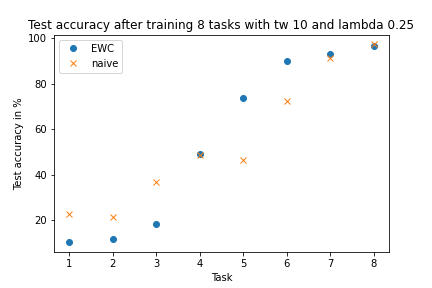 Test accuracy after training 8 tasks with tw 10 and lambda 0.25
EWC
naive
Test accuracy in %
100
80
60
40
20
1 2 3 4 5 6 7 8
Task